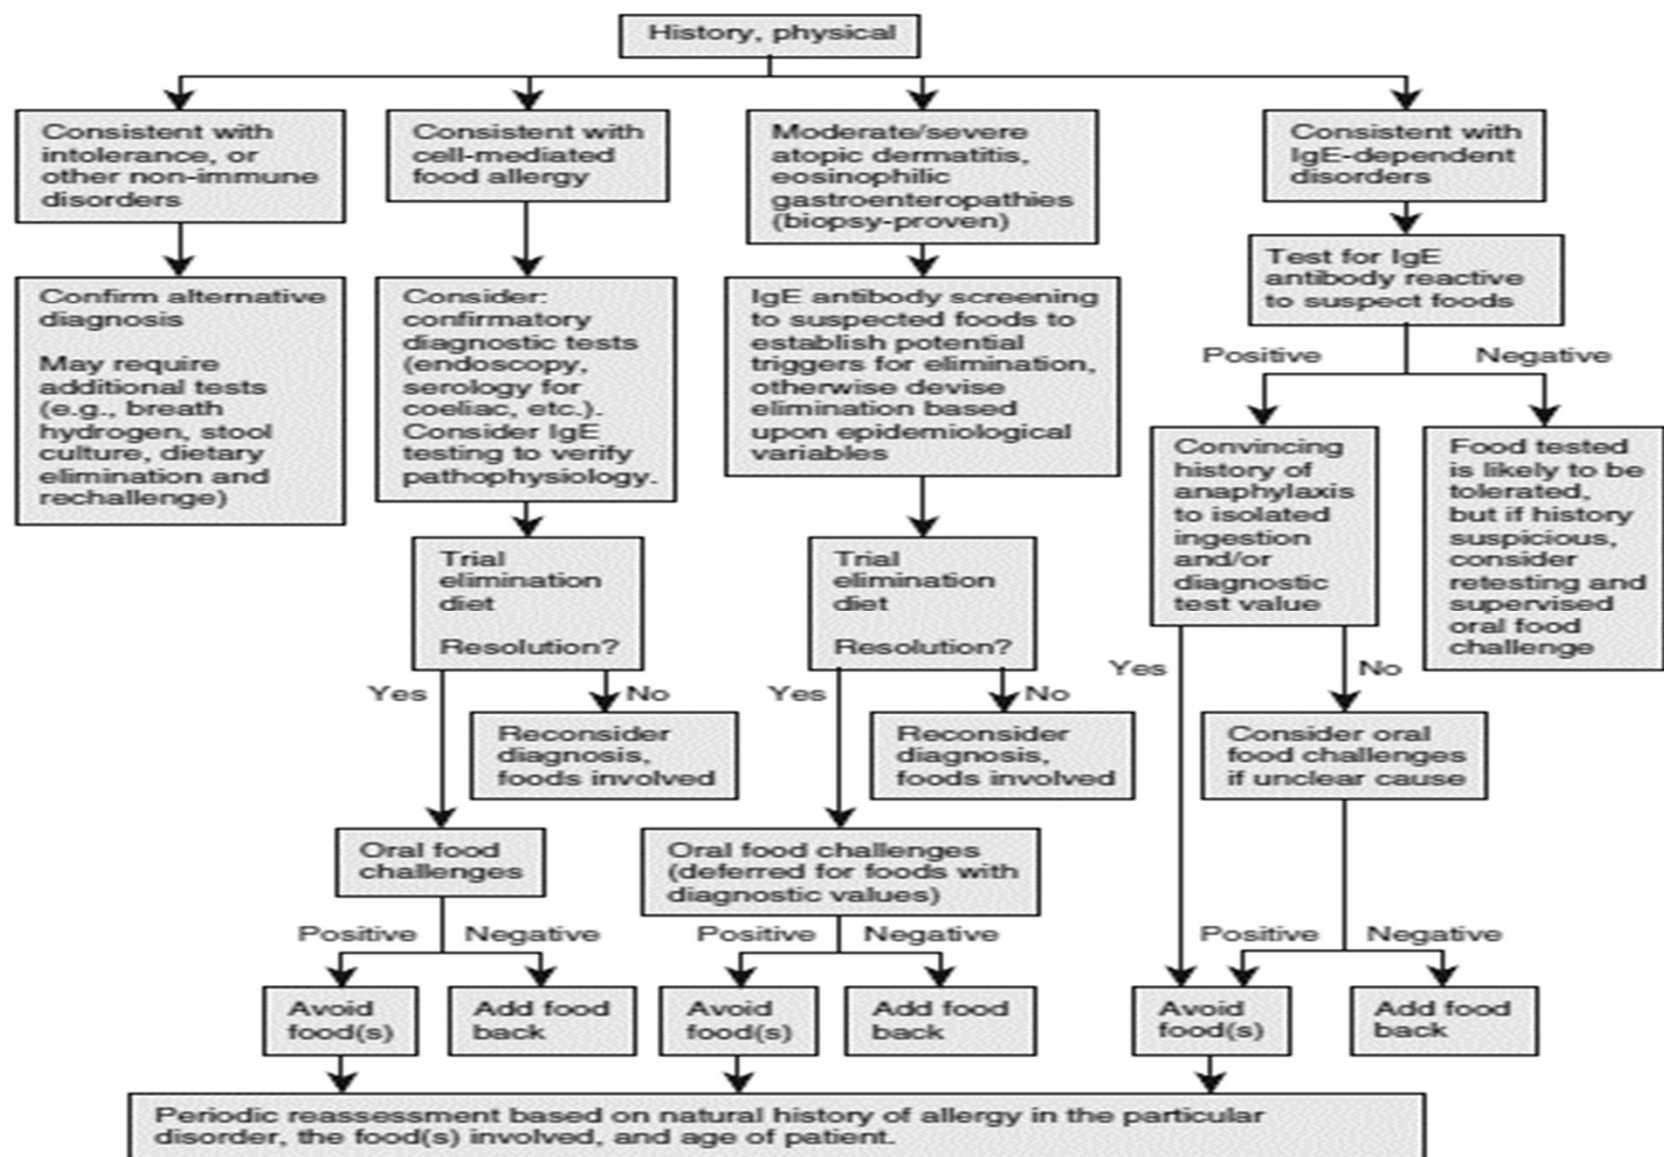 History, physical
Consistent with
intolerance, or
other non-immune
disorders
Consistent with
cell-mediated
food allergy
Moderate/severe
atopic dermatitis,
eosinophilic
gastroenteropathies
(biopsy-proven)
Consistent with
IgE-dependent
disorders
Confirm alternative
diagnosis
May require
additional tests
(e.g., breath
hydrogen, stool
culture, dietary
elimination and
rechallenge)
Consider:
confirmatory
diagnostic tests
(endoscopy,
serology for
coeliac, etc.).
Consider IgE
testing to verify
pathophysiology.
IgE antibody screening
to suspected foods to
establish potential
triggers for elimination,
otherwise devise
elimination based
upon epidemiological
variables
Test for IgE
antibody reactive
to suspect foods
Positive
Negative
Convincing
history of
anaphylaxis
to isolated
ingestion
and/or
diagnostic
test value
Food tested
is likely to be
tolerated,
but if history
suspicious,
consider
retesting and
supervised
oral food
challenge
Trial
elimination
diet
Resolution?
Trial
elimination
diet
Resolution?
Yes
No
Yes
No
Yes
No
Reconsider
diagnosis,
foods involved
Reconsider
diagnosis,
foods involved
Consider oral
food challenges
if unclear cause
Oral food
challenges
Oral food challenges
(deferred for foods with
diagnostic values)
Positive
Negative
Positive
Negative
Positive
Negative
Avoid
food(s)
Add food
back
Avoid
food(s)
Add food
back
Avoid
food(s)
Add food
back
Periodic reassessment based on natural history of allergy in the particular
disorder, the food(s) involved, and age of patient.